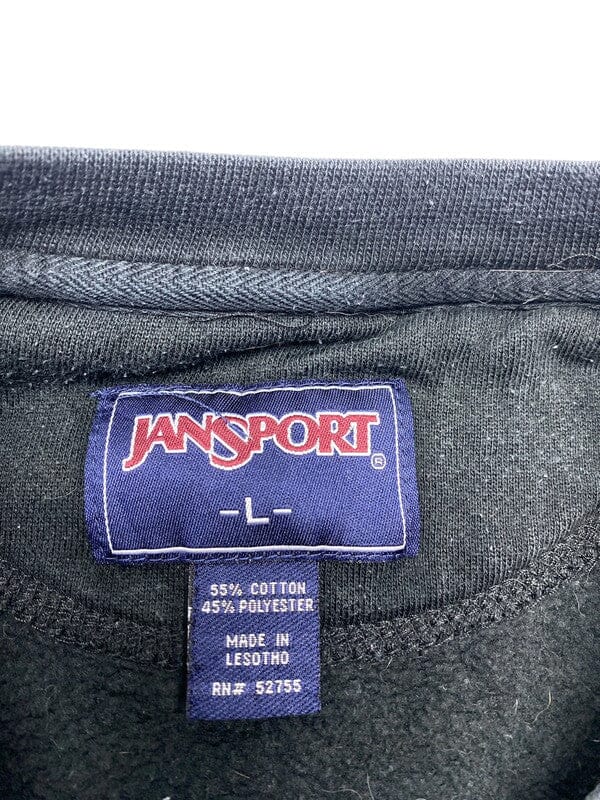 JANSPORT®
-L-
55% COTTON
45% POLYESTER
MADE IN
LESOTHO
RN# 52755